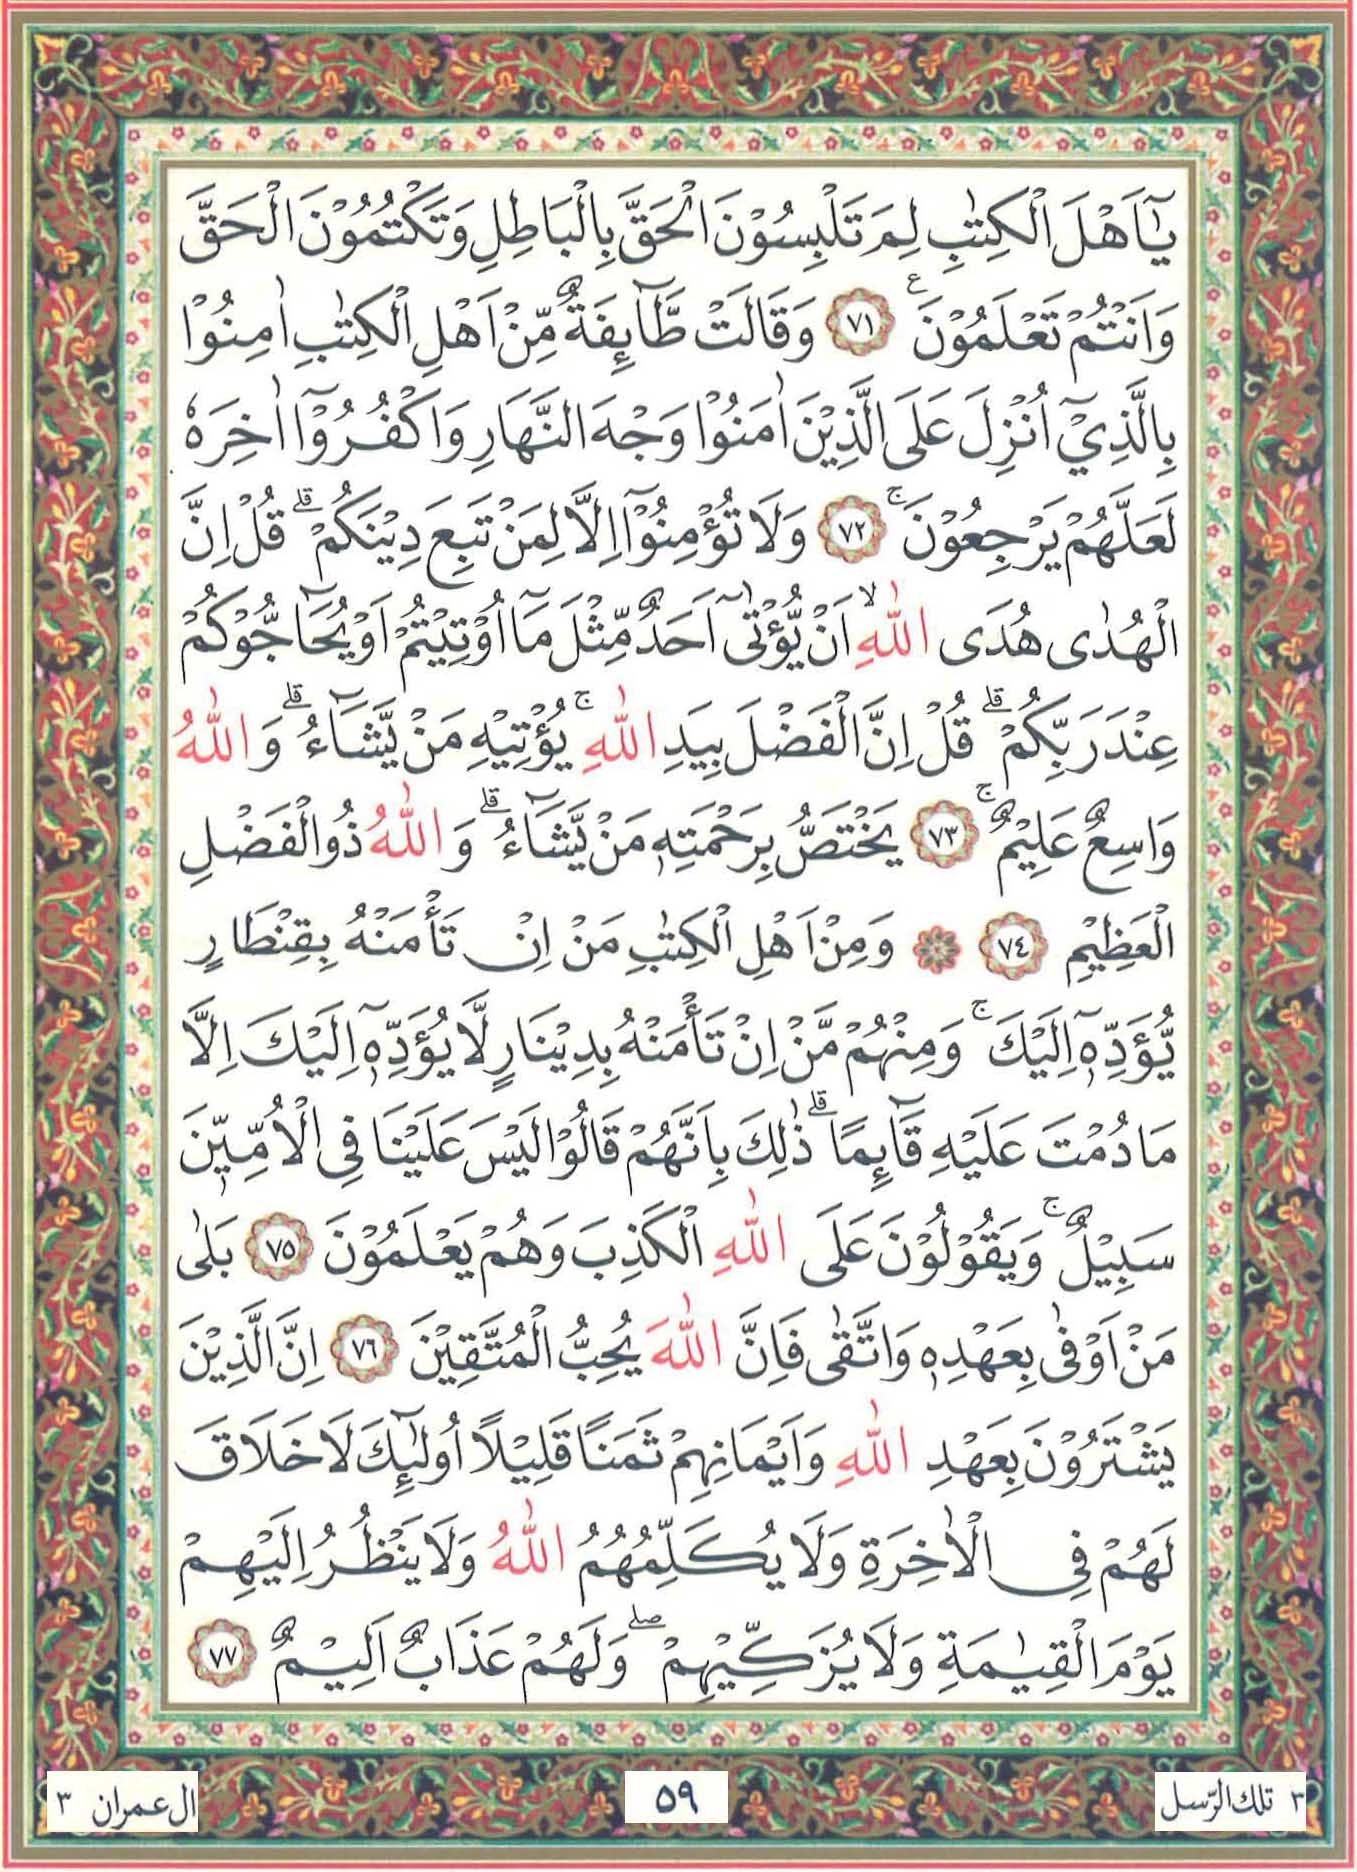 يٰۤاَهْلَ الْكِتٰبِ لِمَ تَلْبِسُوْنَ الْحَقَّ بِالْبَاطِلِ وَتَكْتُمُوْنَ الْحَقَّ
وَاَنْتُمْ تَعْلَمُوْنَ ۧ ٧١ وَقَالَتْ طَّآئِفَةٌ مِّنْ اَهْلِ الْكِتٰبِ اٰمِنُوْا
بِالَّذِيْۤ اُنْزِلَ عَلَى الَّذِيْنَ اٰمَنُوْا وَجْهَ النَّهَارِ وَاكْفُرُوْۤا اٰخِرَهٗ
لَعَلَّهُمْ يَرْجِعُوْنَ ۚ ٧٢ وَلَا تُؤْمِنُوْۤا اِلَّا لِمَنْ تَبِعَ دِيْنَكُمْ ۗ قُلْ اِنَّ
الْهُدٰى هُدَى اللّٰهِ ۙ اَنْ يُّؤْتٰۤى اَحَدٌ مِّثْلَ مَاۤ اُوْتِيْتُمْ اَوْ يُحَآجُّوْكُمْ
عِنْدَ رَبِّكُمْ ۗ قُلْ اِنَّ الْفَضْلَ بِيَدِ اللّٰهِ ۚ يُؤْتِيْهِ مَنْ يَّشَآءُ ۗ وَاللّٰهُ
وَاسِعٌ عَلِيْمٌ ۚ ٧٣ يَخْتَصُّ بِرَحْمَتِهٖ مَنْ يَّشَآءُ ۗ وَاللّٰهُ ذُوالْفَضْلِ
الْعَظِيْمِ ٧٤ وَمِنْ اَهْلِ الْكِتٰبِ مَنْ اِنْ تَأْمَنْهُ بِقِنْطَارٍ
يُّؤَدِّهٖۤ اِلَيْكَ ۚ وَمِنْهُمْ مَّنْ اِنْ تَأْمَنْهُ بِدِيْنَارٍ لَّا يُؤَدِّهٖۤ اِلَيْكَ اِلَّا
مَا دُمْتَ عَلَيْهِ قَآئِمًا ۗ ذٰلِكَ بِاَنَّهُمْ قَالُوْا لَيْسَ عَلَيْنَا فِى الْاُمِّيّٖنَ
سَبِيْلٌ ۚ وَيَقُوْلُوْنَ عَلَى اللّٰهِ الْكَذِبَ وَهُمْ يَعْلَمُوْنَ ٧٥ بَلٰى
مَنْ اَوْفٰى بِعَهْدِهٖ وَاتَّقٰى فَاِنَّ اللّٰهَ يُحِبُّ الْمُتَّقِيْنَ ٧٦ اِنَّ الَّذِيْنَ
يَشْتَرُوْنَ بِعَهْدِ اللّٰهِ وَاَيْمَانِهِمْ ثَمَنًا قَلِيْلًا اُولٰٓئِكَ لَا خَلَاقَ
لَهُمْ فِى الْاٰخِرَةِ وَلَا يُكَلِّمُهُمُ اللّٰهُ وَلَا يَنْظُرُ اِلَيْهِمْ
يَوْمَ الْقِيٰمَةِ وَلَا يُزَكِّيْهِمْ ۖ وَلَهُمْ عَذَابٌ اَلِيْمٌ ٧٧
٣ تلك الرّسل
٥٩
ال عمران ٣